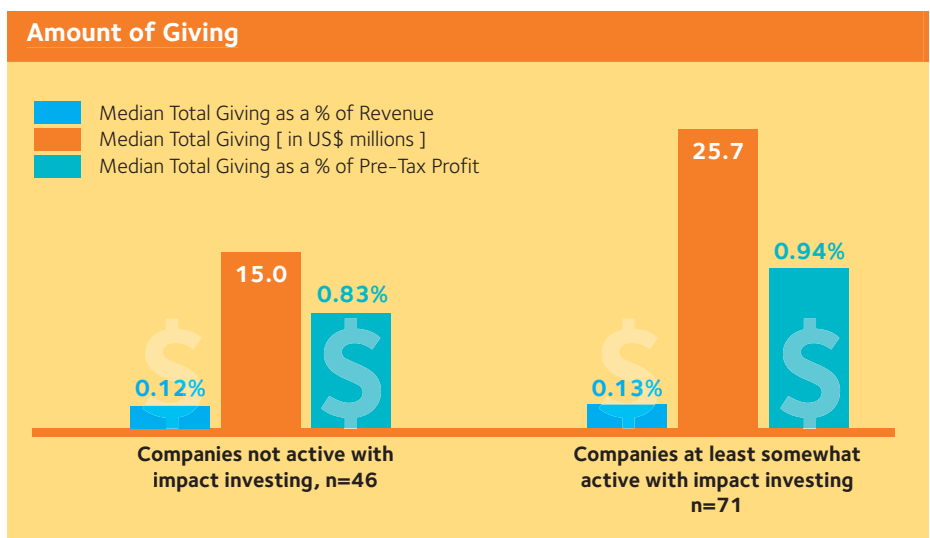 Amount of Giving
Median Total Giving as a % of Revenue
Median Total Giving [ in US$ millions ]
Median Total Giving as a % of Pre-Tax Profit
$
0.12%
15.0
$
0.83%
$
0.13%
25.7
$
0.94%
Companies not active with
impact investing, n=46
Companies at least somewhat
active with impact investing
n=71